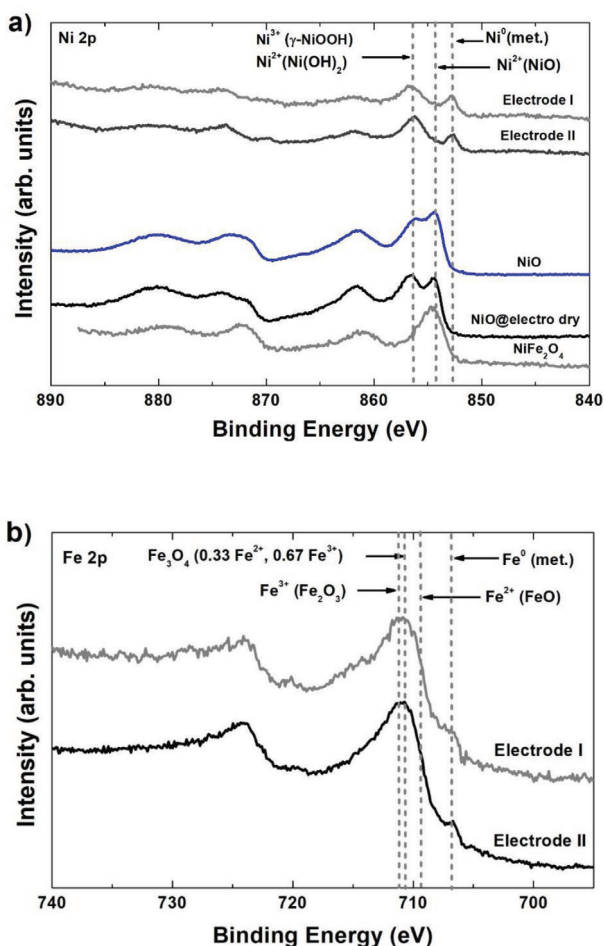 a)
Ni 2p
Ni³⁺ (γ-NiOOH)
Ni²⁺(Ni(OH)₂)
Ni⁰(met.)
Ni²⁺(NiO)
Electrode I
Electrode II
NiO
NiO@electro dry
NiFe₂O₄
Intensity (arb. units)
890 880 870 860 850 840
Binding Energy (eV)
b)
Fe 2p
Fe₃O₄ (0.33 Fe²⁺, 0.67 Fe³⁺)
Fe⁰ (met.)
Fe³⁺ (Fe₂O₃)
Fe²⁺ (FeO)
Electrode I
Electrode II
Intensity (arb. units)
740 730 720 710 700
Binding Energy (eV)